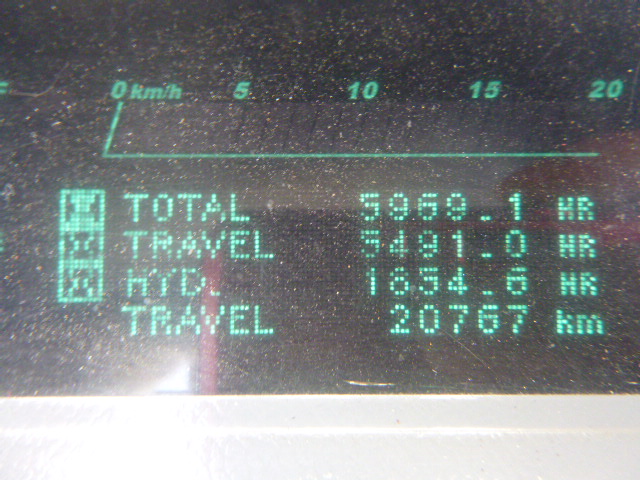 0 km/h 5 10 15 20
TOTAL 5969.1 HR
TRAVEL 5491.0 HR
HYD. 1654.6 HR
TRAVEL 20767 km